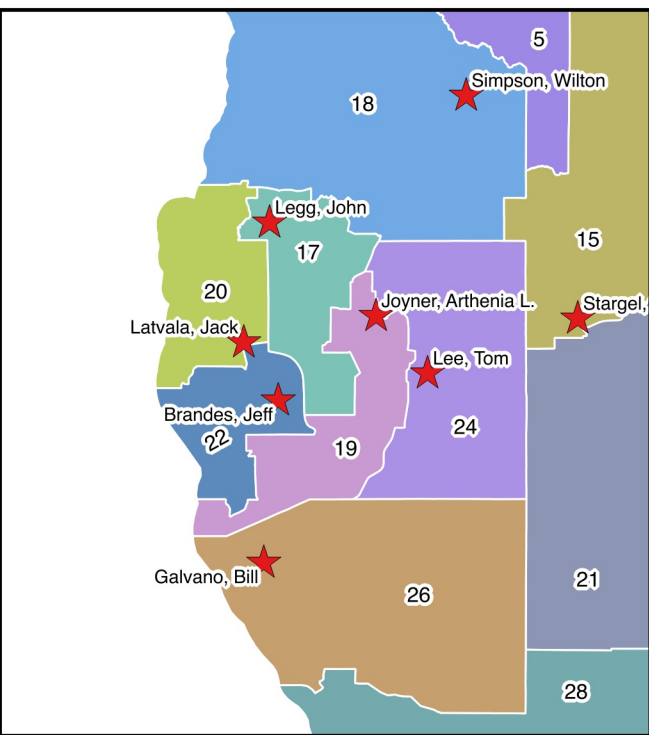 5
Simpson, Wilton
18
Legg, John
15
17
20
Joyner, Arthenia L.
Stargel,
Latvala, Jack
Lee, Tom
Brandes, Jeff
24
22
19
Galvano, Bill
21
26
28